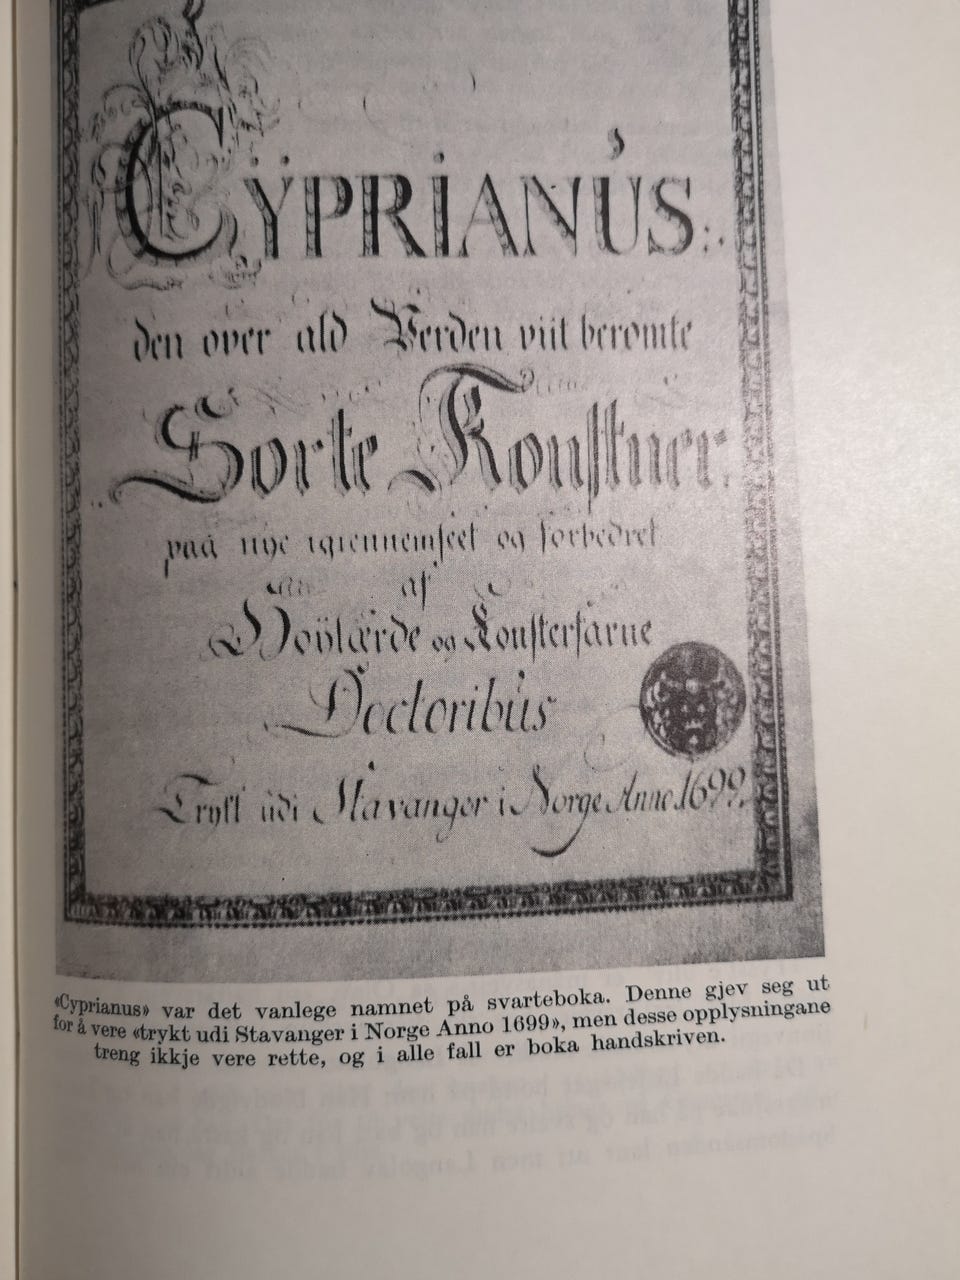 CYPRIANUS.
den over ald Verden viit berømte
Sorte Konstner
paa nye igiennemseet og forbedret
af
Høylærde og Konsterfarne
Doctoribus
Trykt udi Stavanger i Norge Anno 1699.
«Cyprianus» var det vanlege namnet på svarteboka. Denne gjev seg ut
for å vere «trykt udi Stavanger i Norge Anno 1699», men desse opplysningane
treng ikkje vere rette, og i alle fall er boka handskriven.